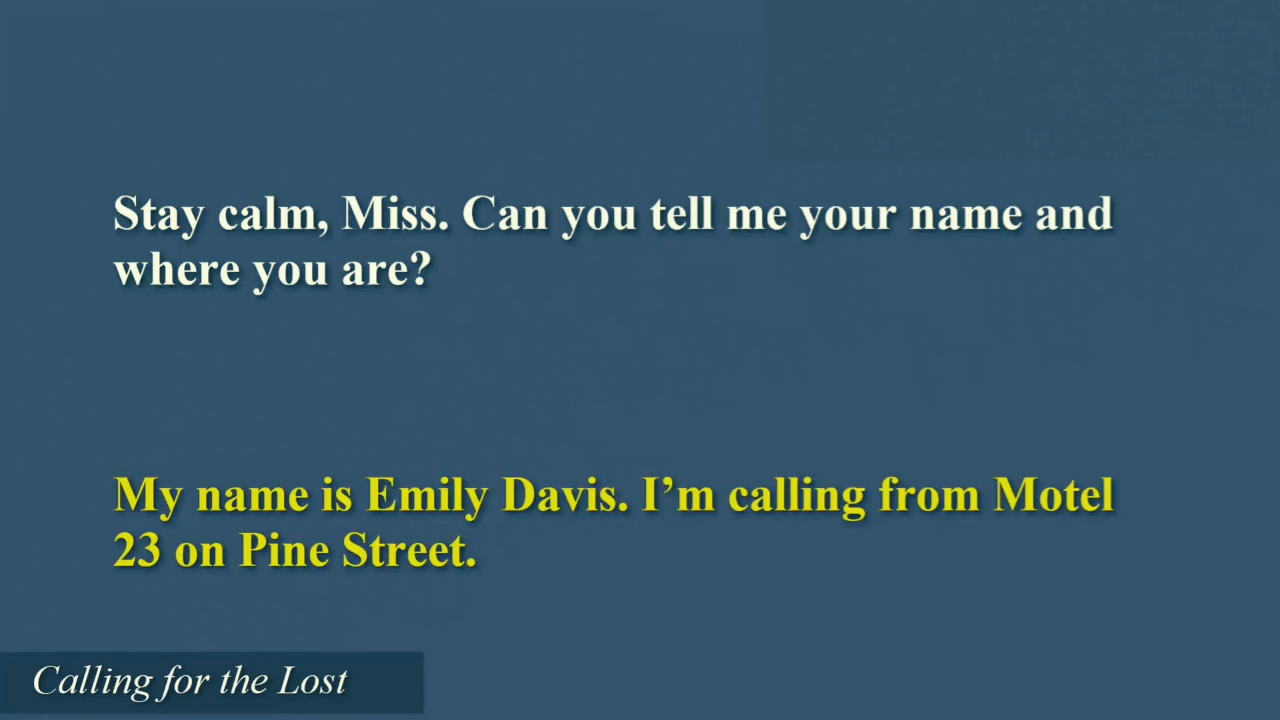 Stay calm, Miss. Can you tell me your name and
where you are?
My name is Emily Davis. I’m calling from Motel
23 on Pine Street.
Calling for the Lost